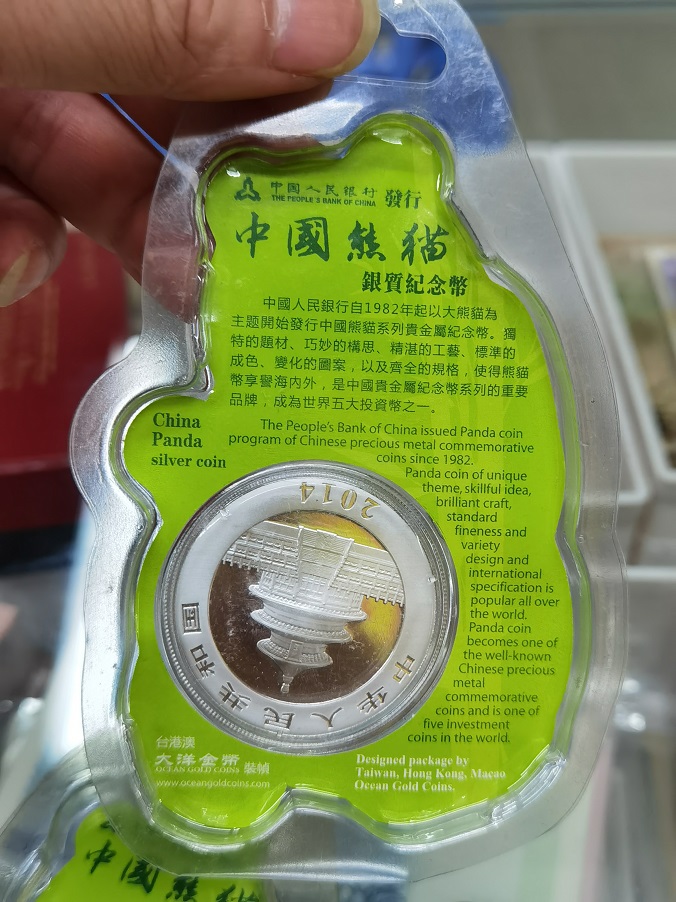 中國人民銀行 發行
THE PEOPLE'S BANK OF CHINA
中國熊猫
銀質紀念幣
中國人民銀行自1982年起以大熊貓為
主題開始發行中國熊猫系列貴金屬紀念幣。獨
特的題材、巧妙的構思、精湛的工藝、標準的
成色、變化的圖案，以及齊全的規格，使得熊猫
幣享譽海內外，是中國貴金屬紀念幣系列的重要
品牌，成為世界五大投資幣之一。
China
Panda
silver coin
The People's Bank of China issued Panda coin
program of Chinese precious metal commemorative
coins since 1982.
Panda coin of unique
theme, skillful idea,
brilliant craft,
standard
fineness and
variety
design and
international
specification is
popular all over
the world.
Panda coin
becomes one of
the well-known
Chinese precious
metal
commemorative
coins and is one of
five investment
coins in the world.
2014
中华人民共和国
台港澳
大洋金幣 裝幀
OCEAN GOLD COINS
www.oceangoldcoins.com
Designed package by
Taiwan, Hong Kong, Macao
Ocean Gold Coins.
中國熊猫